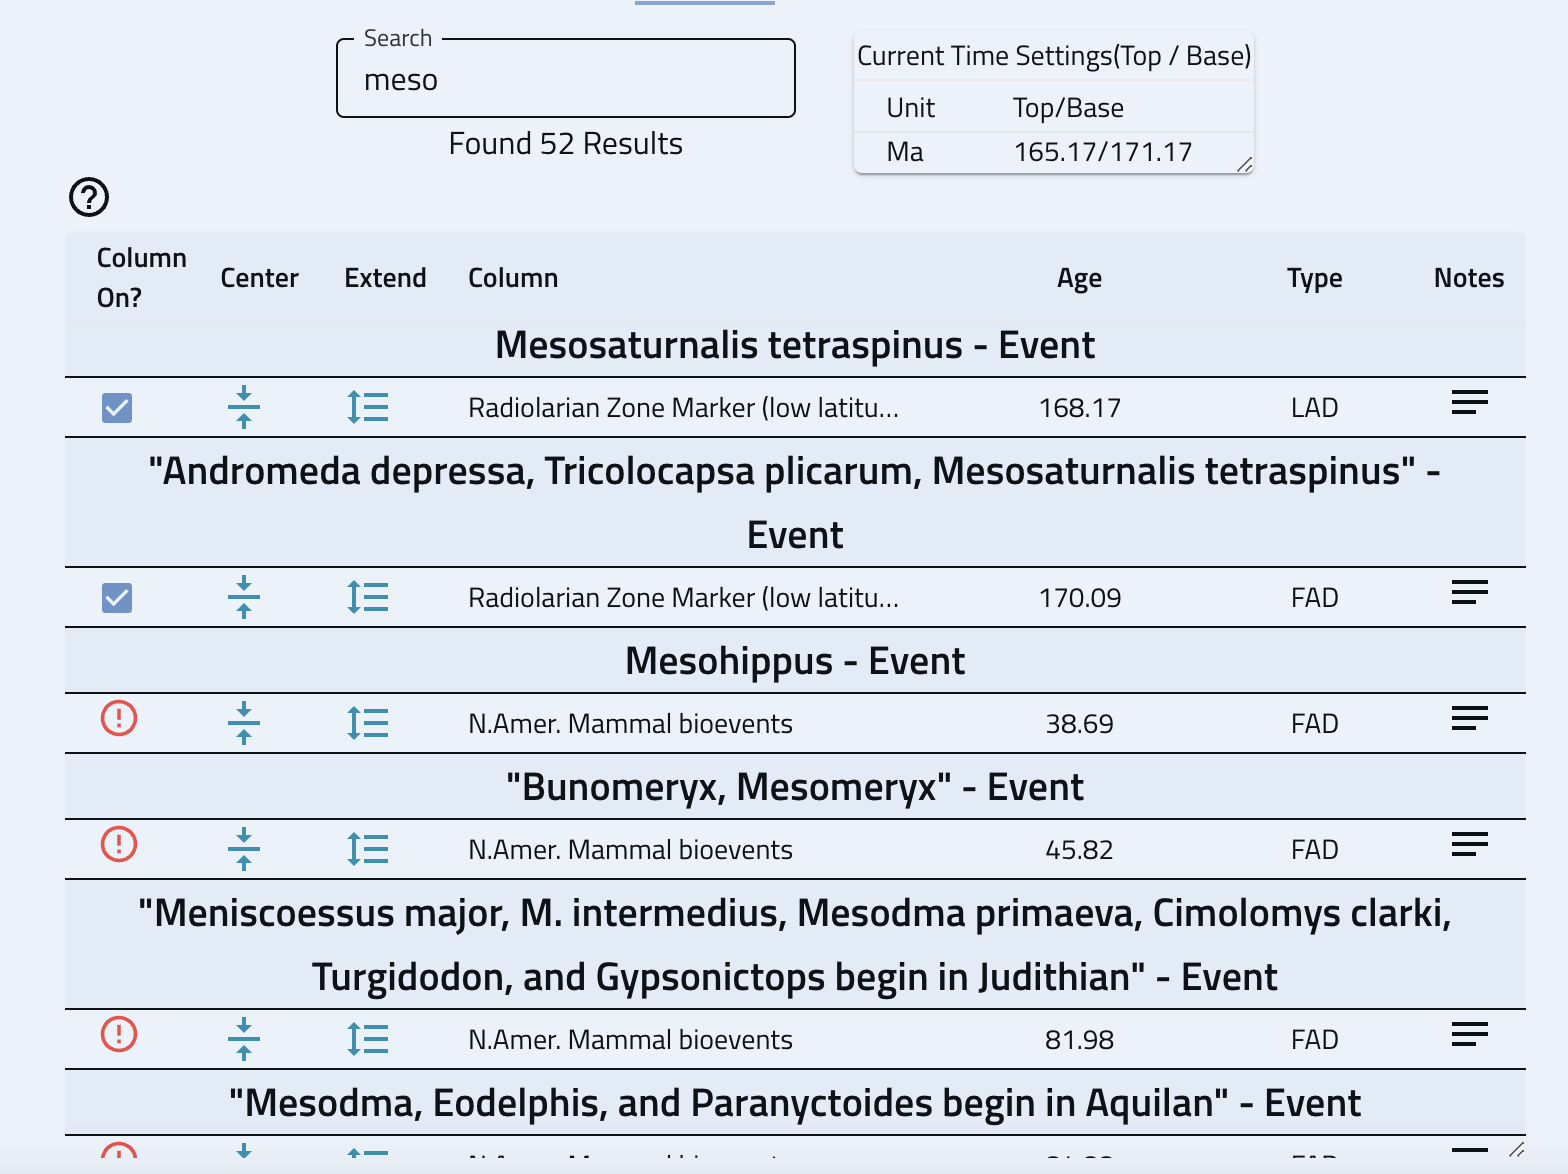 Search
meso
Found 52 Results
Current Time Settings(Top / Base)
Unit Top/Base
Ma 165.17/171.17
Column On? Center Extend Column Age Type Notes
Mesosaturnalis tetraspinus - Event
Radiolarian Zone Marker (low latitu... 168.17 LAD
"Andromeda depressa, Tricolocapsa plicarum, Mesosaturnalis tetraspinus" -
Event
Radiolarian Zone Marker (low latitu... 170.09 FAD
Mesohippus - Event
N.Amer. Mammal bioevents 38.69 FAD
"Bunomeryx, Mesomeryx" - Event
N.Amer. Mammal bioevents 45.82 FAD
"Meniscoessus major, M. intermedius, Mesodma primaeva, Cimolomys clarki,
Turgidodon, and Gypsonictops begin in Judithian" - Event
N.Amer. Mammal bioevents 81.98 FAD
"Mesodma, Eodelphis, and Paranyctoides begin in Aquilan" - Event